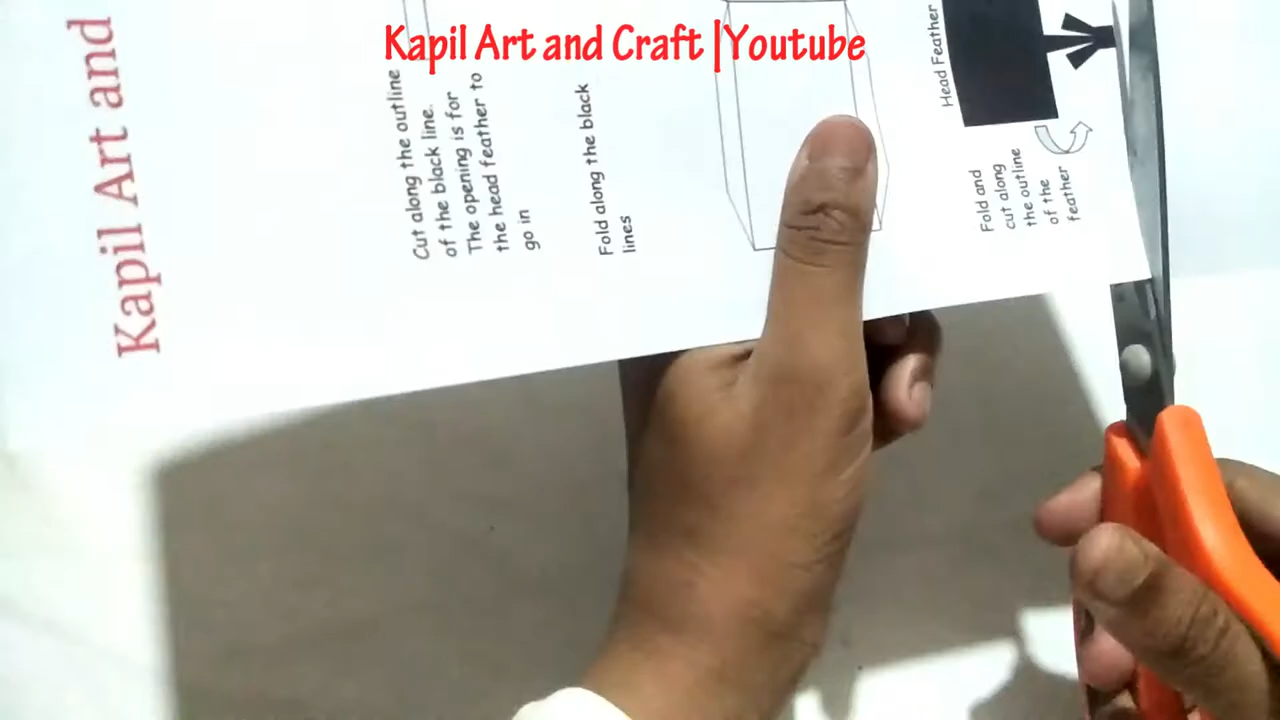 Kapil Art and Craft |Youtube
Kapil Art and
Cut along the outline
of the black line.
The opening is for
the head feather to
go in
Fold along the black
lines
Head Feather
Fold and
cut along
the outline
of the
feather